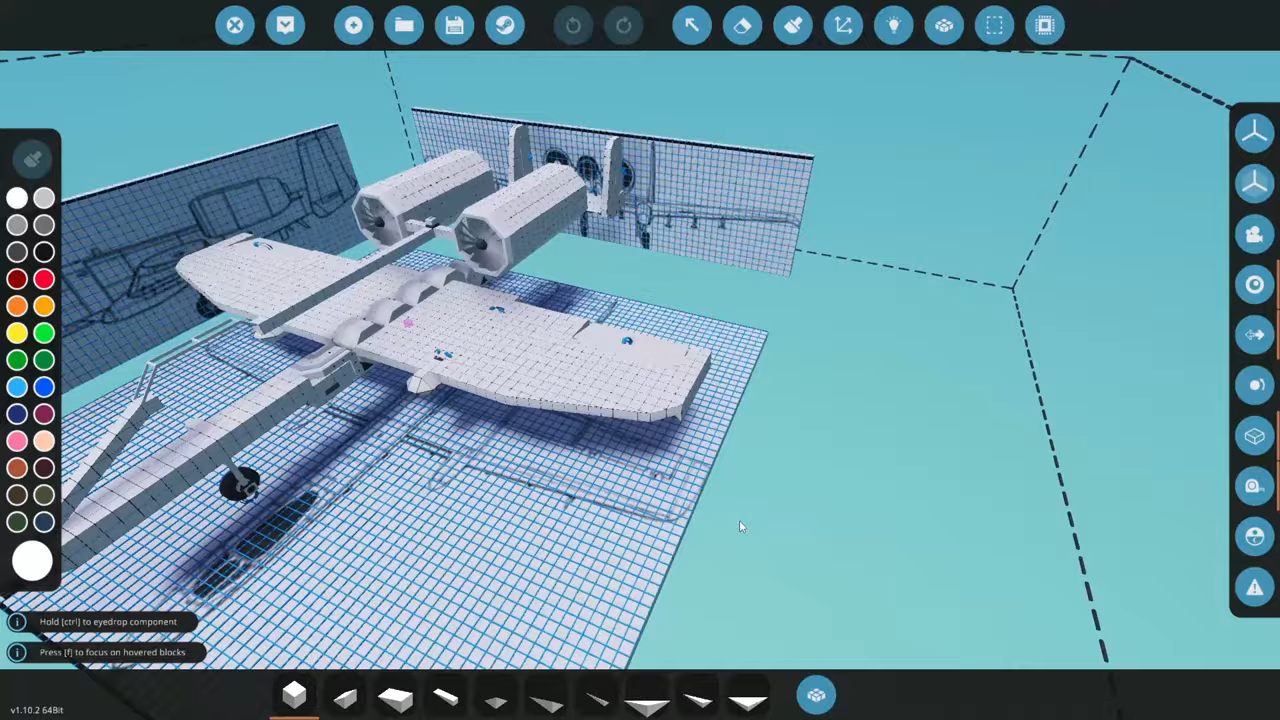 Hold [ctrl] to eyedrop component
Press [f] to focus on hovered blocks
v1.10.2 64Bit